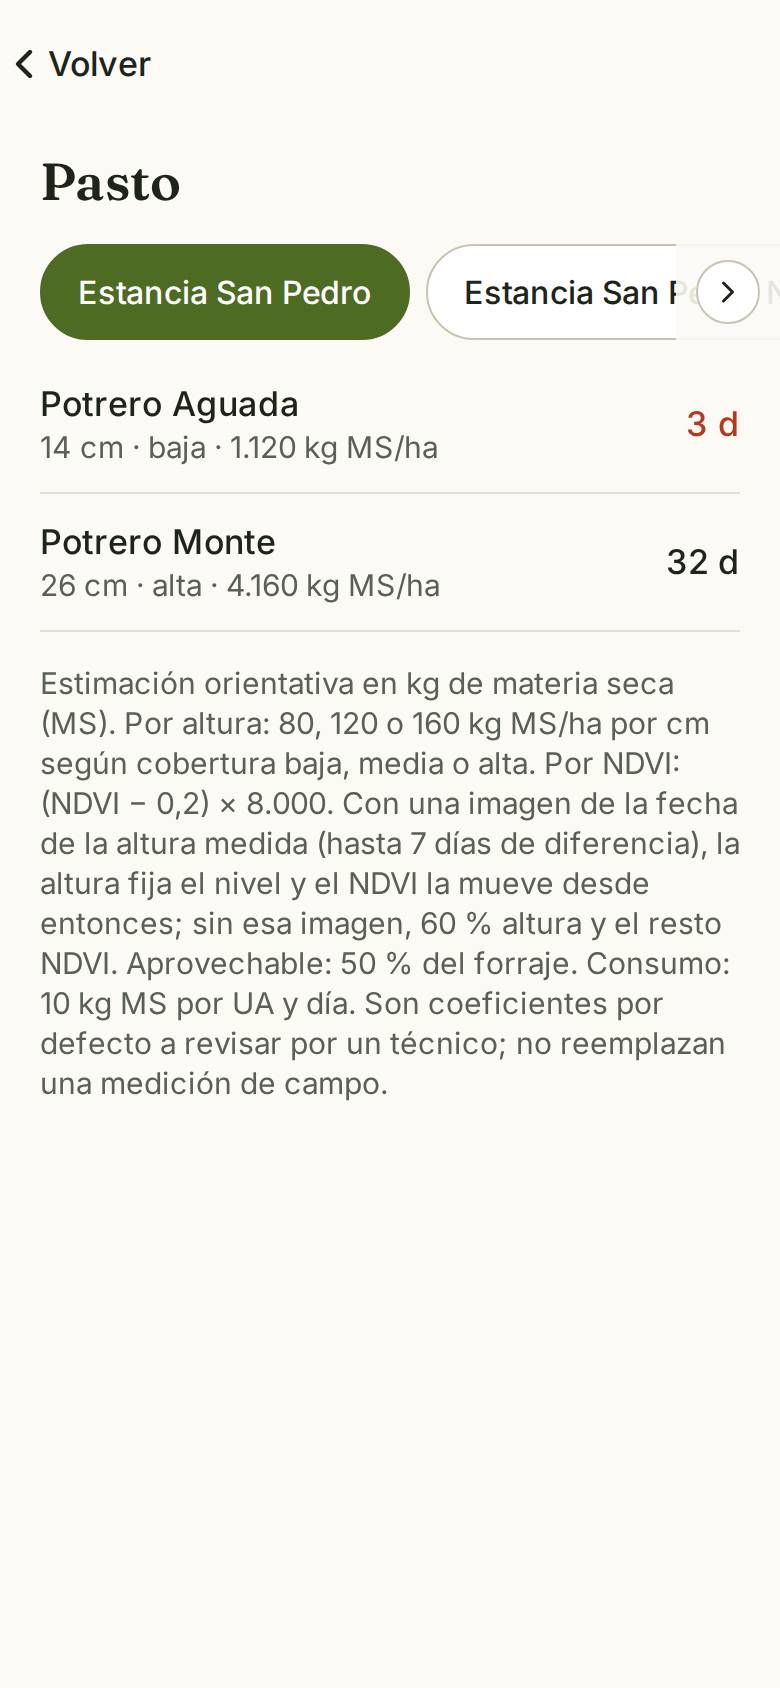 Volver
Pasto
Estancia San Pedro
Estancia San
Potrero Aguada
3 d
14 cm · baja · 1.120 kg MS/ha
Potrero Monte
32 d
26 cm · alta · 4.160 kg MS/ha
Estimación orientativa en kg de materia seca
(MS). Por altura: 80, 120 o 160 kg MS/ha por cm
según cobertura baja, media o alta. Por NDVI:
(NDVI − 0,2) × 8.000. Con una imagen de la fecha
de la altura medida (hasta 7 días de diferencia), la
altura fija el nivel y el NDVI la mueve desde
entonces; sin esa imagen, 60 % altura y el resto
NDVI. Aprovechable: 50 % del forraje. Consumo:
10 kg MS por UA y día. Son coeficientes por
defecto a revisar por un técnico; no reemplazan
una medición de campo.